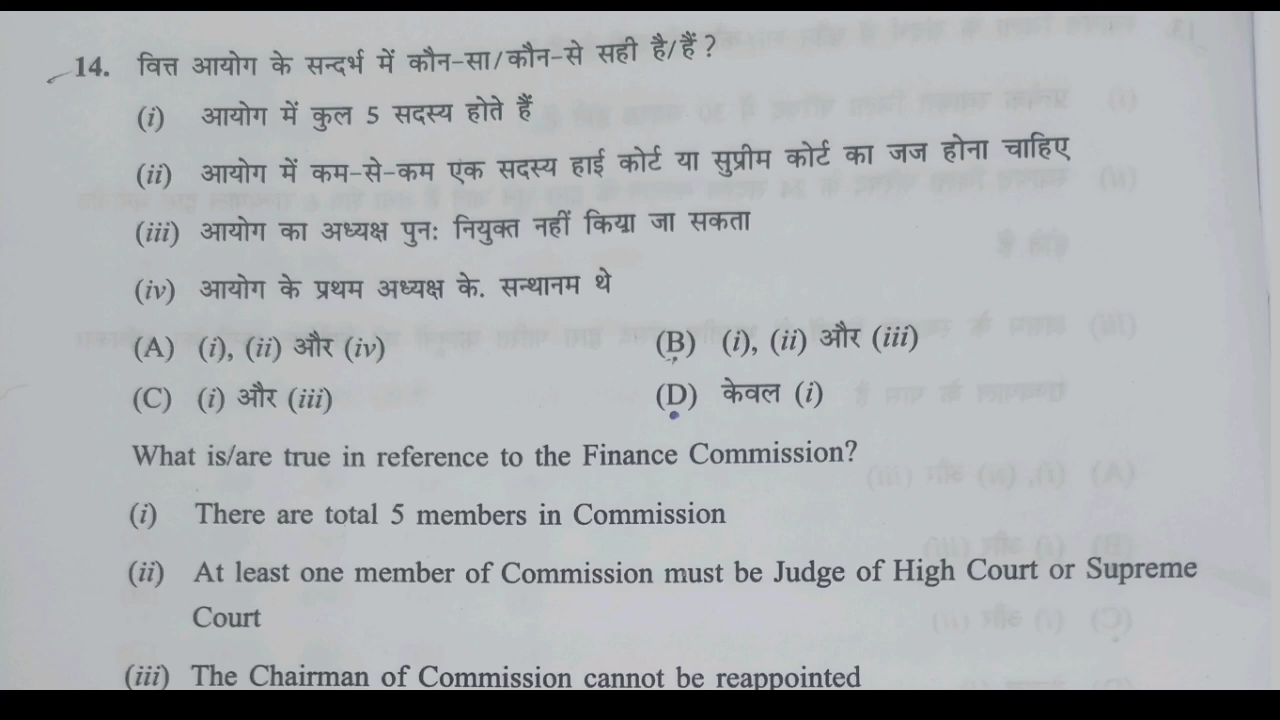 14. वित्त आयोग के सन्दर्भ में कौन-सा/कौन-से सही है/हैं ?
(i) आयोग में कुल 5 सदस्य होते हैं
(ii) आयोग में कम-से-कम एक सदस्य हाई कोर्ट या सुप्रीम कोर्ट का जज होना चाहिए
(iii) आयोग का अध्यक्ष पुनः नियुक्त नहीं किया जा सकता
(iv) आयोग के प्रथम अध्यक्ष के. सन्थानम थे
(A) (i), (ii) और (iv) (B) (i), (ii) और (iii)
(C) (i) और (iii) (D) केवल (i)
What is/are true in reference to the Finance Commission?
(i) There are total 5 members in Commission
(ii) At least one member of Commission must be Judge of High Court or Supreme
Court
(iii) The Chairman of Commission cannot be reappointed